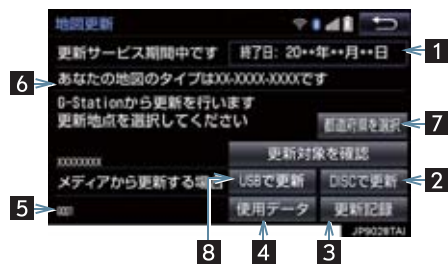 地図更新
更新サービス期間中です 終了日: 20**年**月**日
1
6
あなたの地図のタイプはXX-XXXX-XXXXです
G-Stationから更新を行います
更新地点を選択してください
都道府県を選択
7
更新対象を確認
XXXXXXXX
メディアから更新する場 USBで更新 DISCで更新
2
5
使用データ 更新記録
JP9028TAI
8
4
3